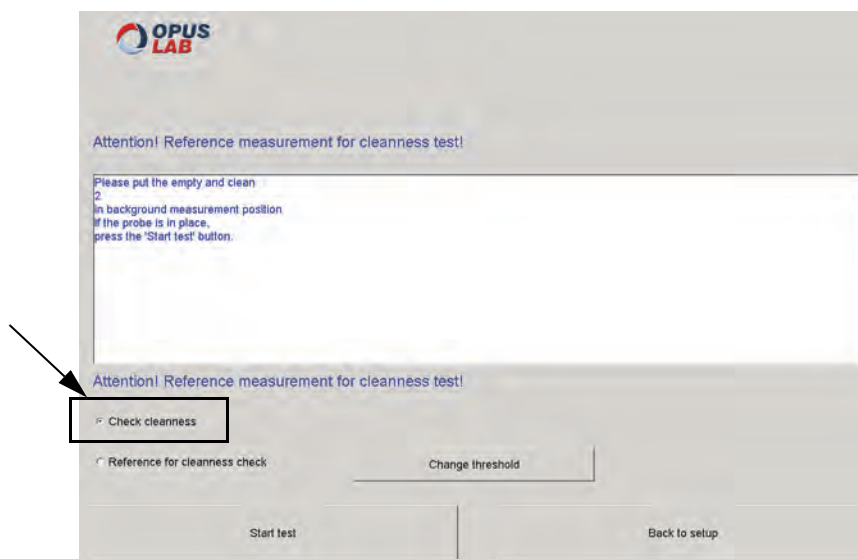 OPUS
LAB
Attention! Reference measurement for cleanness test!
Please put the empty and clean
2
in background measurement position
If the probe is in place,
press the 'Start test' button.
Attention! Reference measurement for cleanness test!
Check cleanness
Reference for cleanness check
Change threshold
Start test
Back to setup